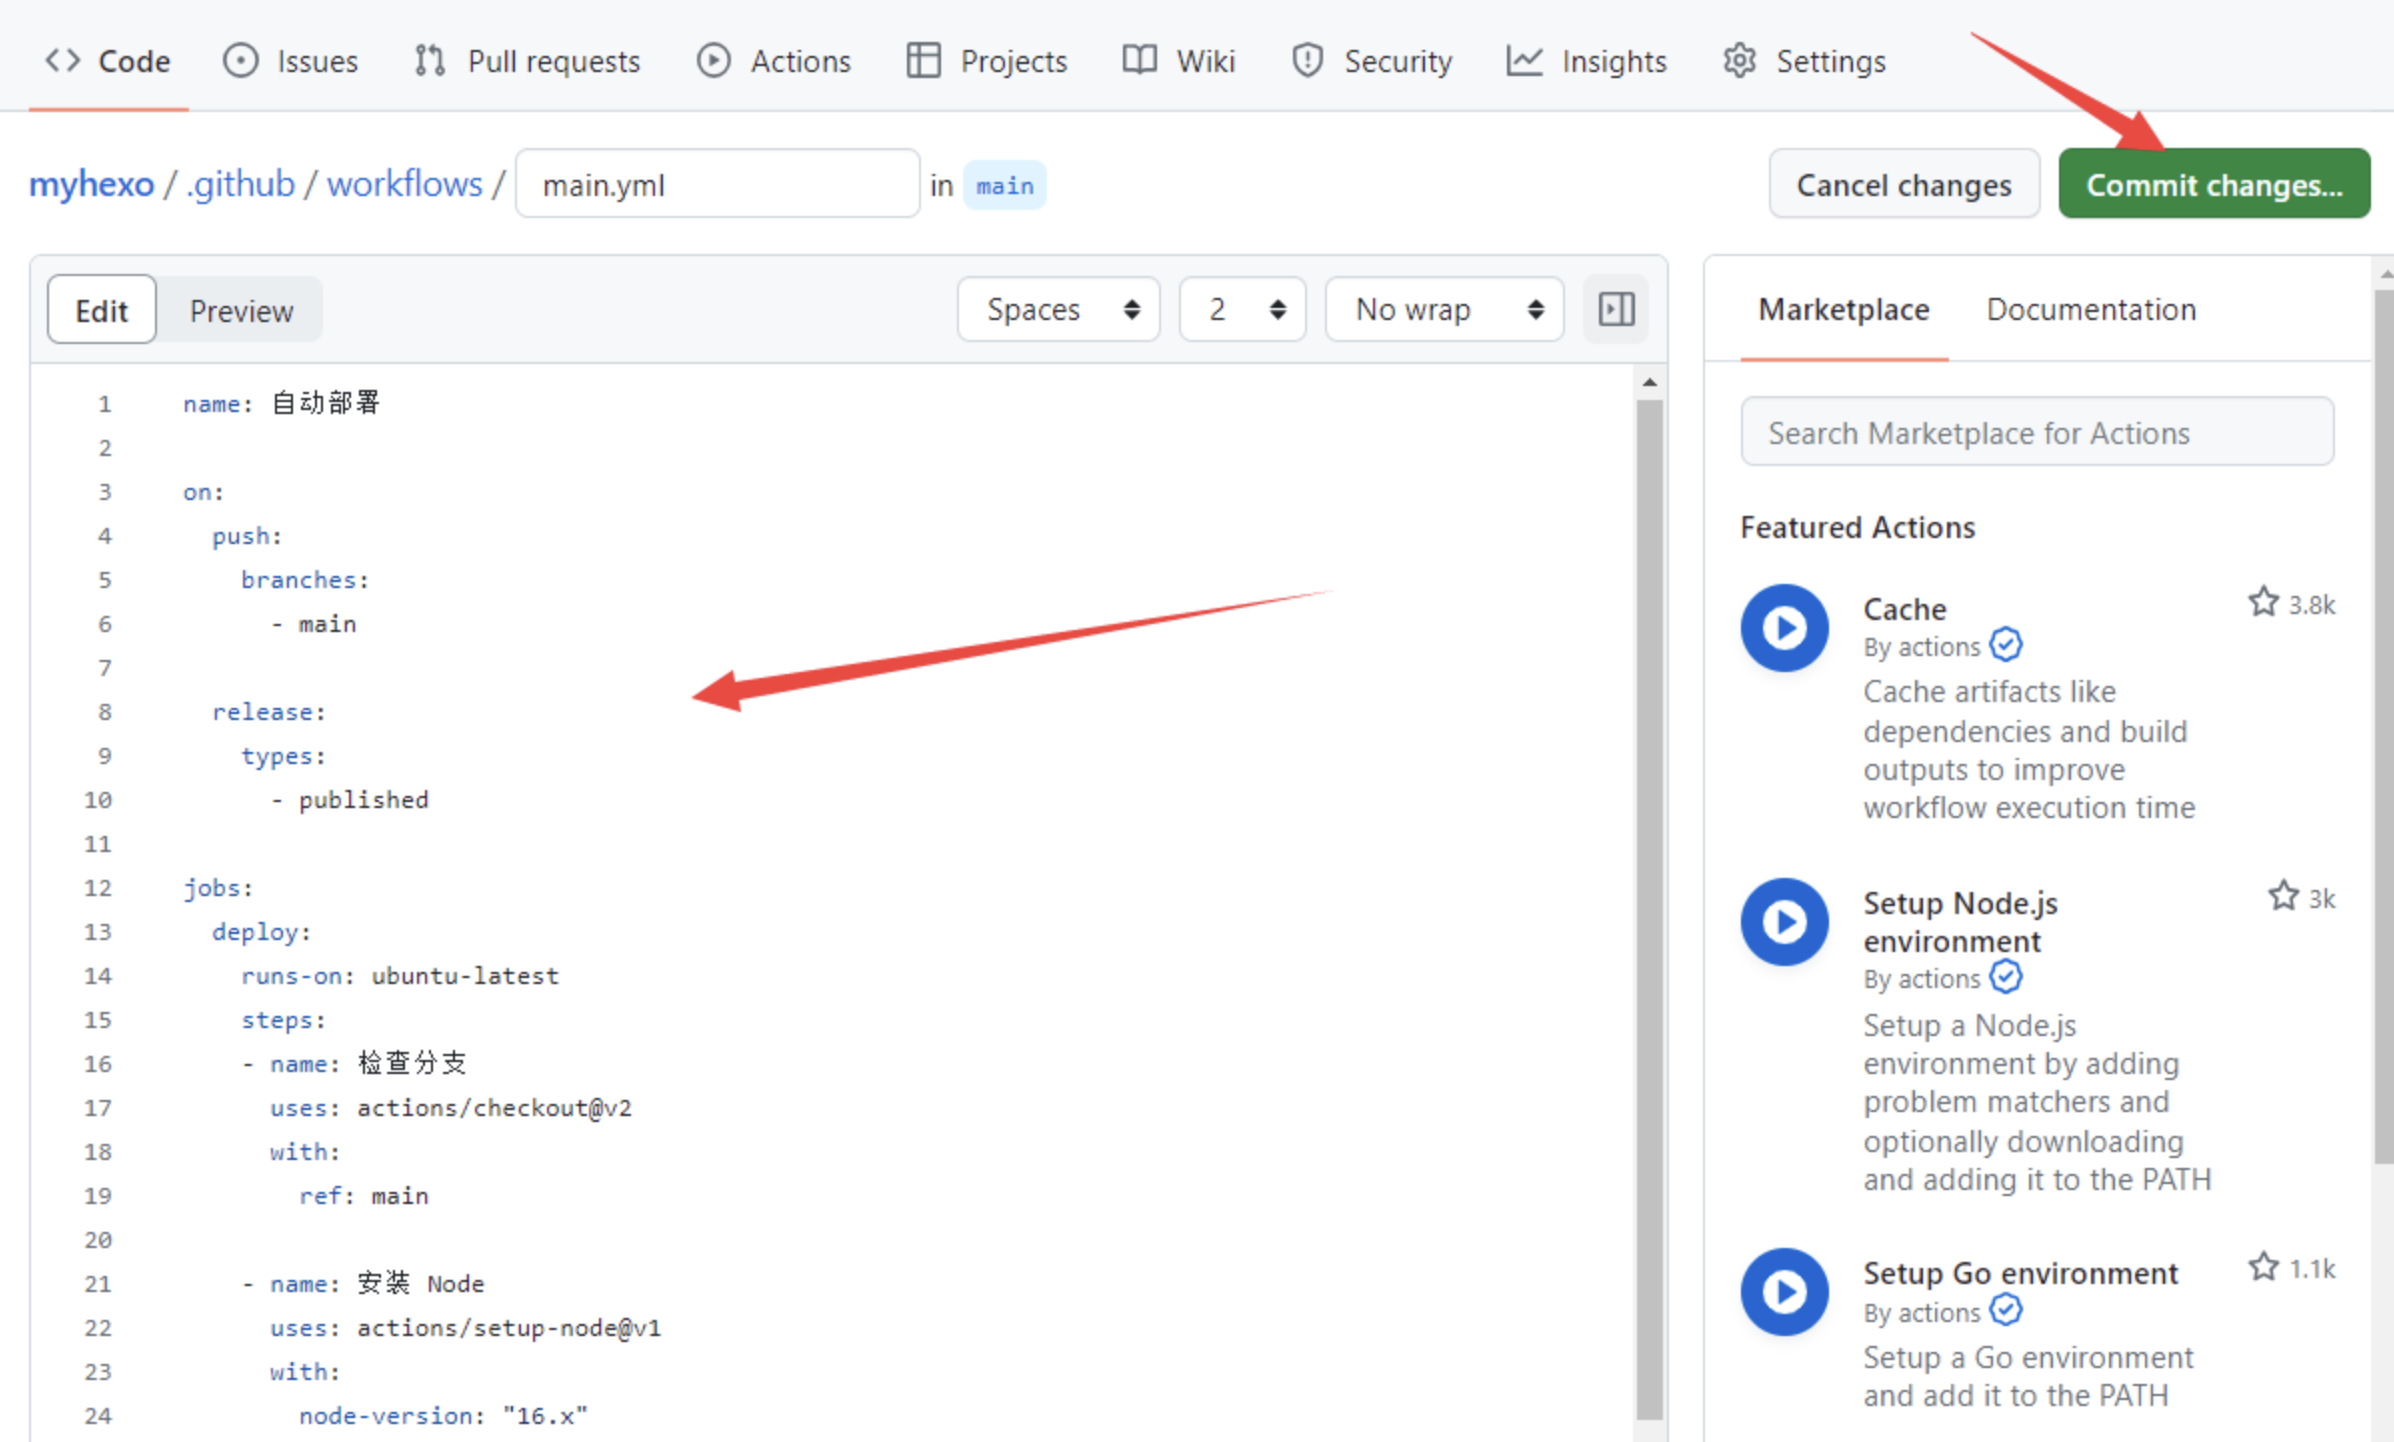 Code Issues Pull requests Actions Projects Wiki Security Insights Settings
myhexo / .github / workflows / main.yml in main Cancel changes Commit changes...
Edit Preview Spaces 2 No wrap
1 name: 自动部署
2
3 on:
4 push:
5 branches:
6 - main
7
8 release:
9 types:
10 - published
11
12 jobs:
13 deploy:
14 runs-on: ubuntu-latest
15 steps:
16 - name: 检查分支
17 uses: actions/checkout@v2
18 with:
19 ref: main
20
21 - name: 安装 Node
22 uses: actions/setup-node@v1
23 with:
24 node-version: "16.x"
Marketplace Documentation
Search Marketplace for Actions
Featured Actions
Cache 3.8k
By actions
Cache artifacts like
dependencies and build
outputs to improve
workflow execution time
Setup Node.js 3k
environment
By actions
Setup a Node.js
environment by adding
problem matchers and
optionally downloading
and adding it to the PATH
Setup Go environment 1.1k
By actions
Setup a Go environment
and add it to the PATH